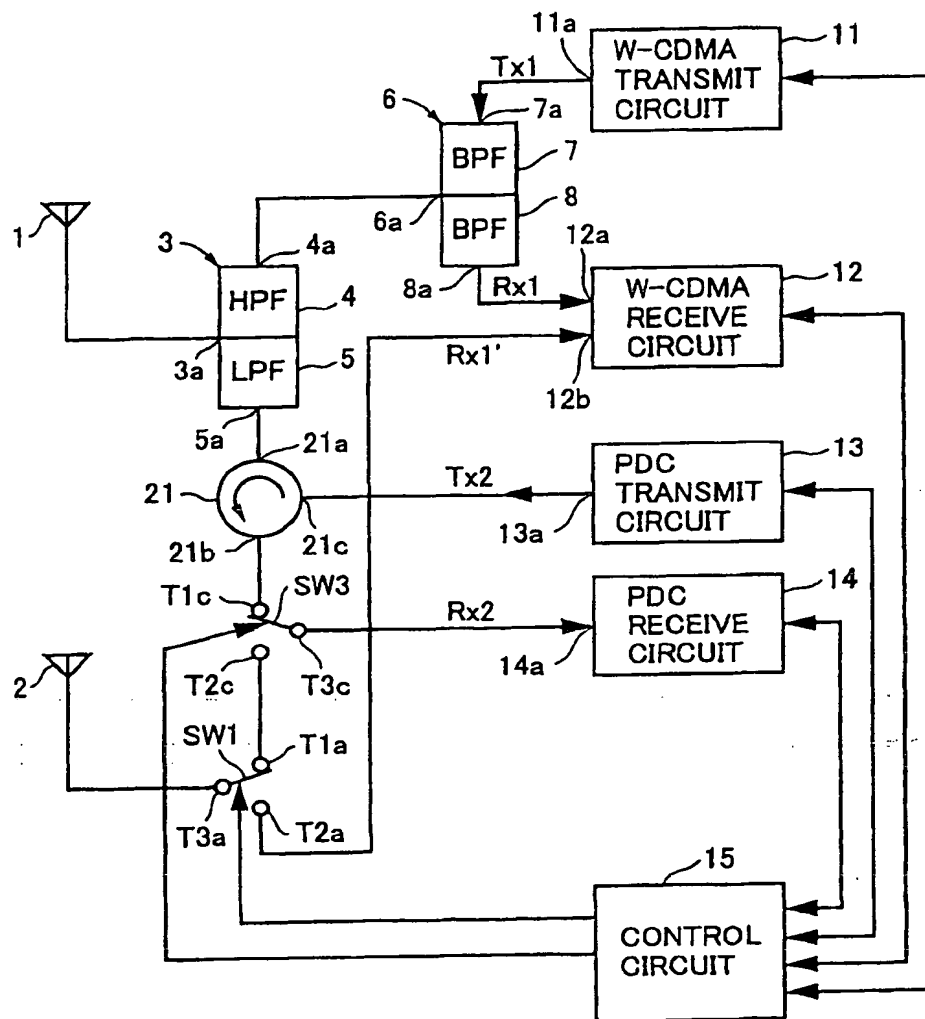 11a
11
W-CDMA
TRANSMIT
CIRCUIT
Tx1
6
7a
BPF
7
8
6a
BPF
1
3
4a
12a
12
8a
Rx1
W-CDMA
RECEIVE
CIRCUIT
HPF
4
3a
LPF
5
Rx1'
12b
5a
21a
13
PDC
TRANSMIT
CIRCUIT
21
Tx2
13a
21b
21c
T1c
SW3
14
PDC
RECEIVE
CIRCUIT
Rx2
14a
2
T2c
T3c
SW1
T1a
T3a
T2a
15
CONTROL
CIRCUIT